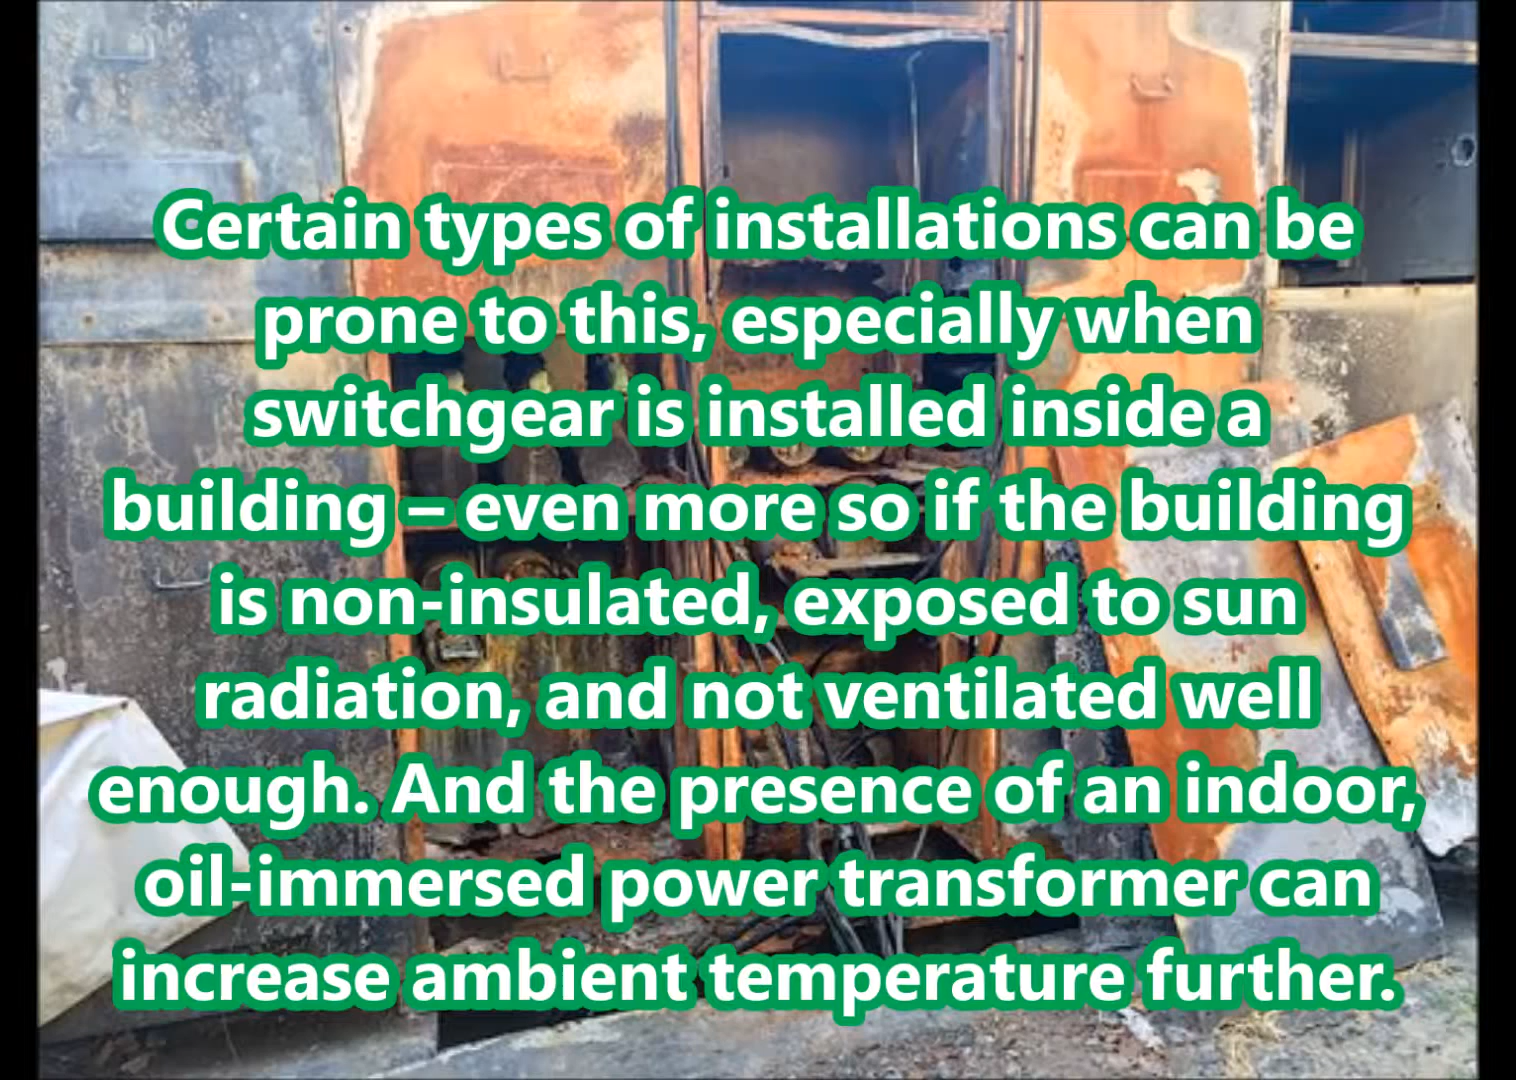 Certain types of installations can be
prone to this, especially when
switchgear is installed inside a
building – even more so if the building
is non-insulated, exposed to sun
radiation, and not ventilated well
enough. And the presence of an indoor,
oil-immersed power transformer can
increase ambient temperature further.